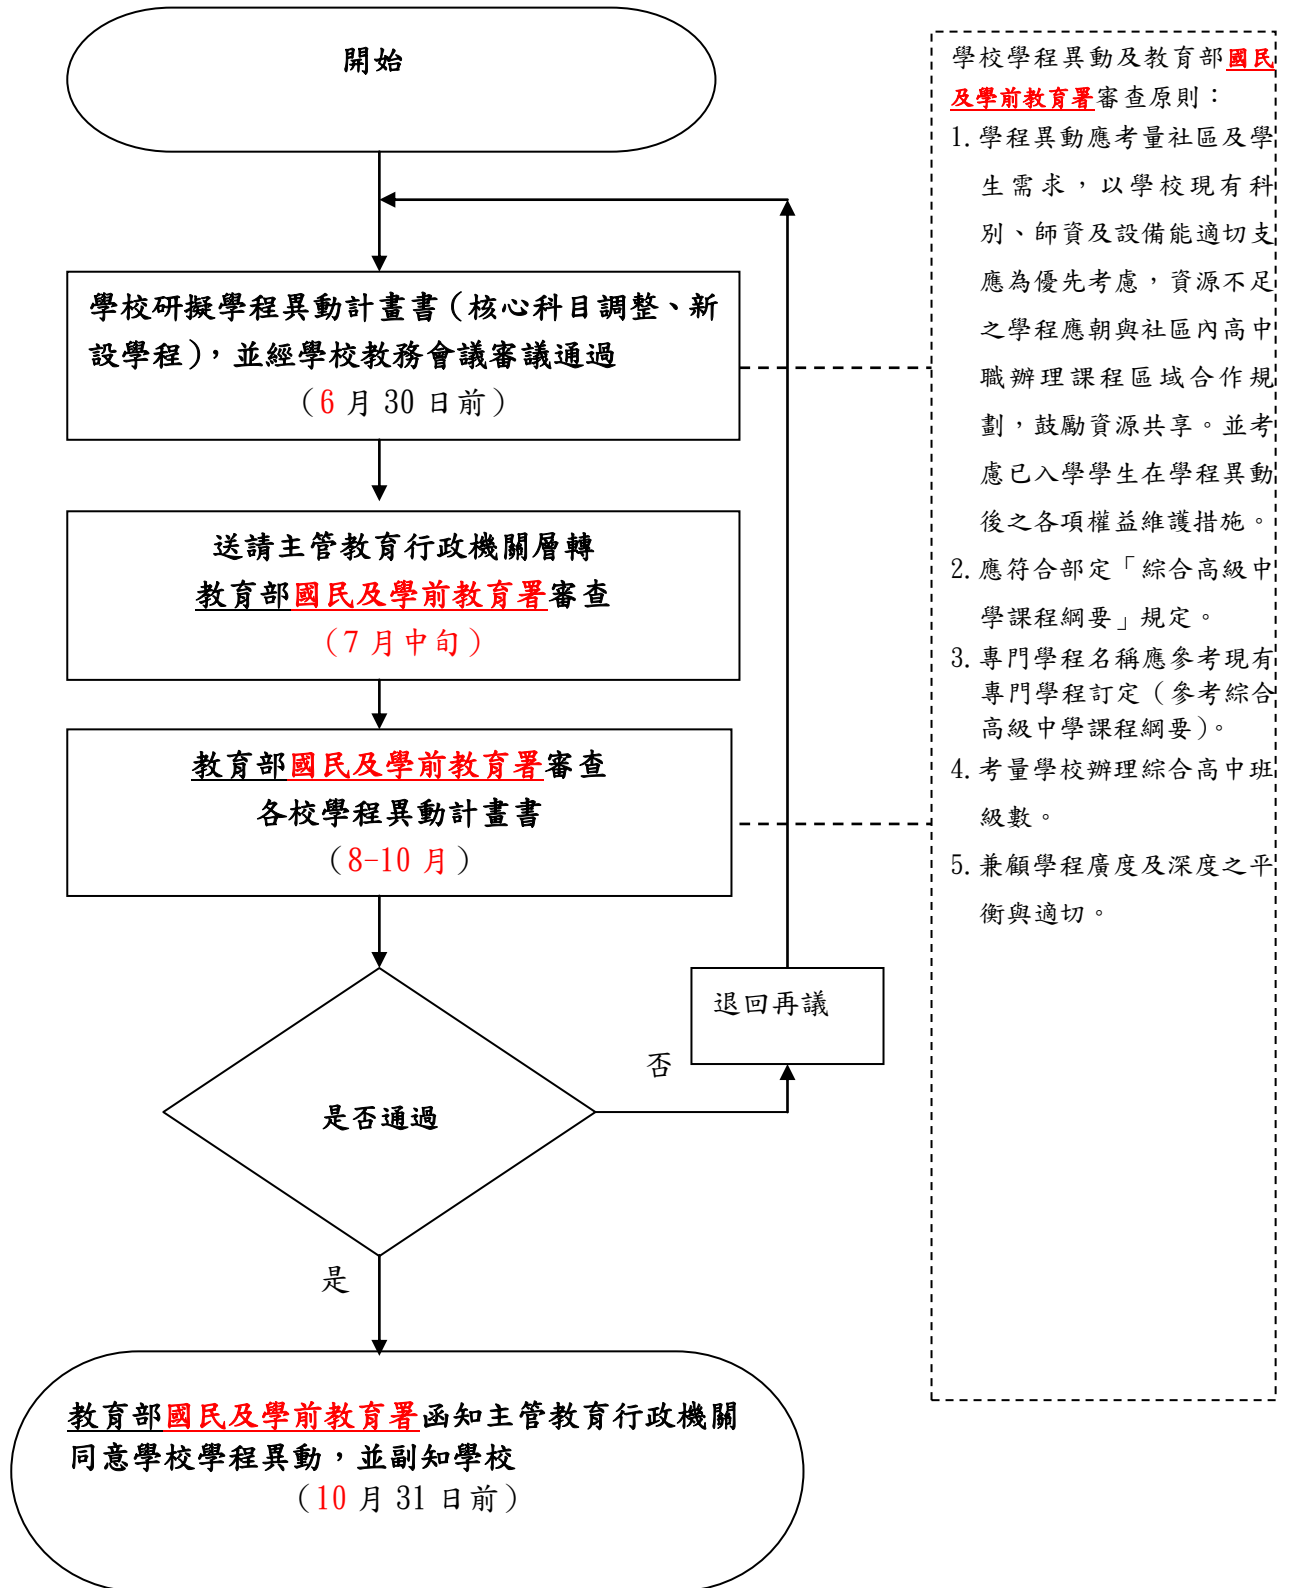 開始
學校研擬學程異動計畫書(核心科目調整、新
設學程),並經學校教務會議審議通過
(6 月 30 日前)
送請主管教育行政機關層轉
教育部國民及學前教育署審查
(7 月中旬)
教育部國民及學前教育署審查
各校學程異動計畫書
(8-10 月)
是否通過
否
退回再議
是
教育部國民及學前教育署函知主管教育行政機關
同意學校學程異動,並副知學校
(10 月 31 日前)
學校學程異動及教育部國民
及學前教育署審查原則:
1.學程異動應考量社區及學
生需求,以學校現有科
別、師資及設備能適切支
應為優先考慮,資源不足
之學程應朝與社區內高中
職辦理課程區域合作規
劃,鼓勵資源共享。並考
慮已入學學生在學程異動
後之各項權益維護措施。
2.應符合部定「綜合高級中
學課程綱要」規定。
3.專門學程名稱應參考現有
專門學程訂定(參考綜合
高級中學課程綱要)。
4.考量學校辦理綜合高中班
級數。
5.兼顧學程廣度及深度之平
衡與適切。